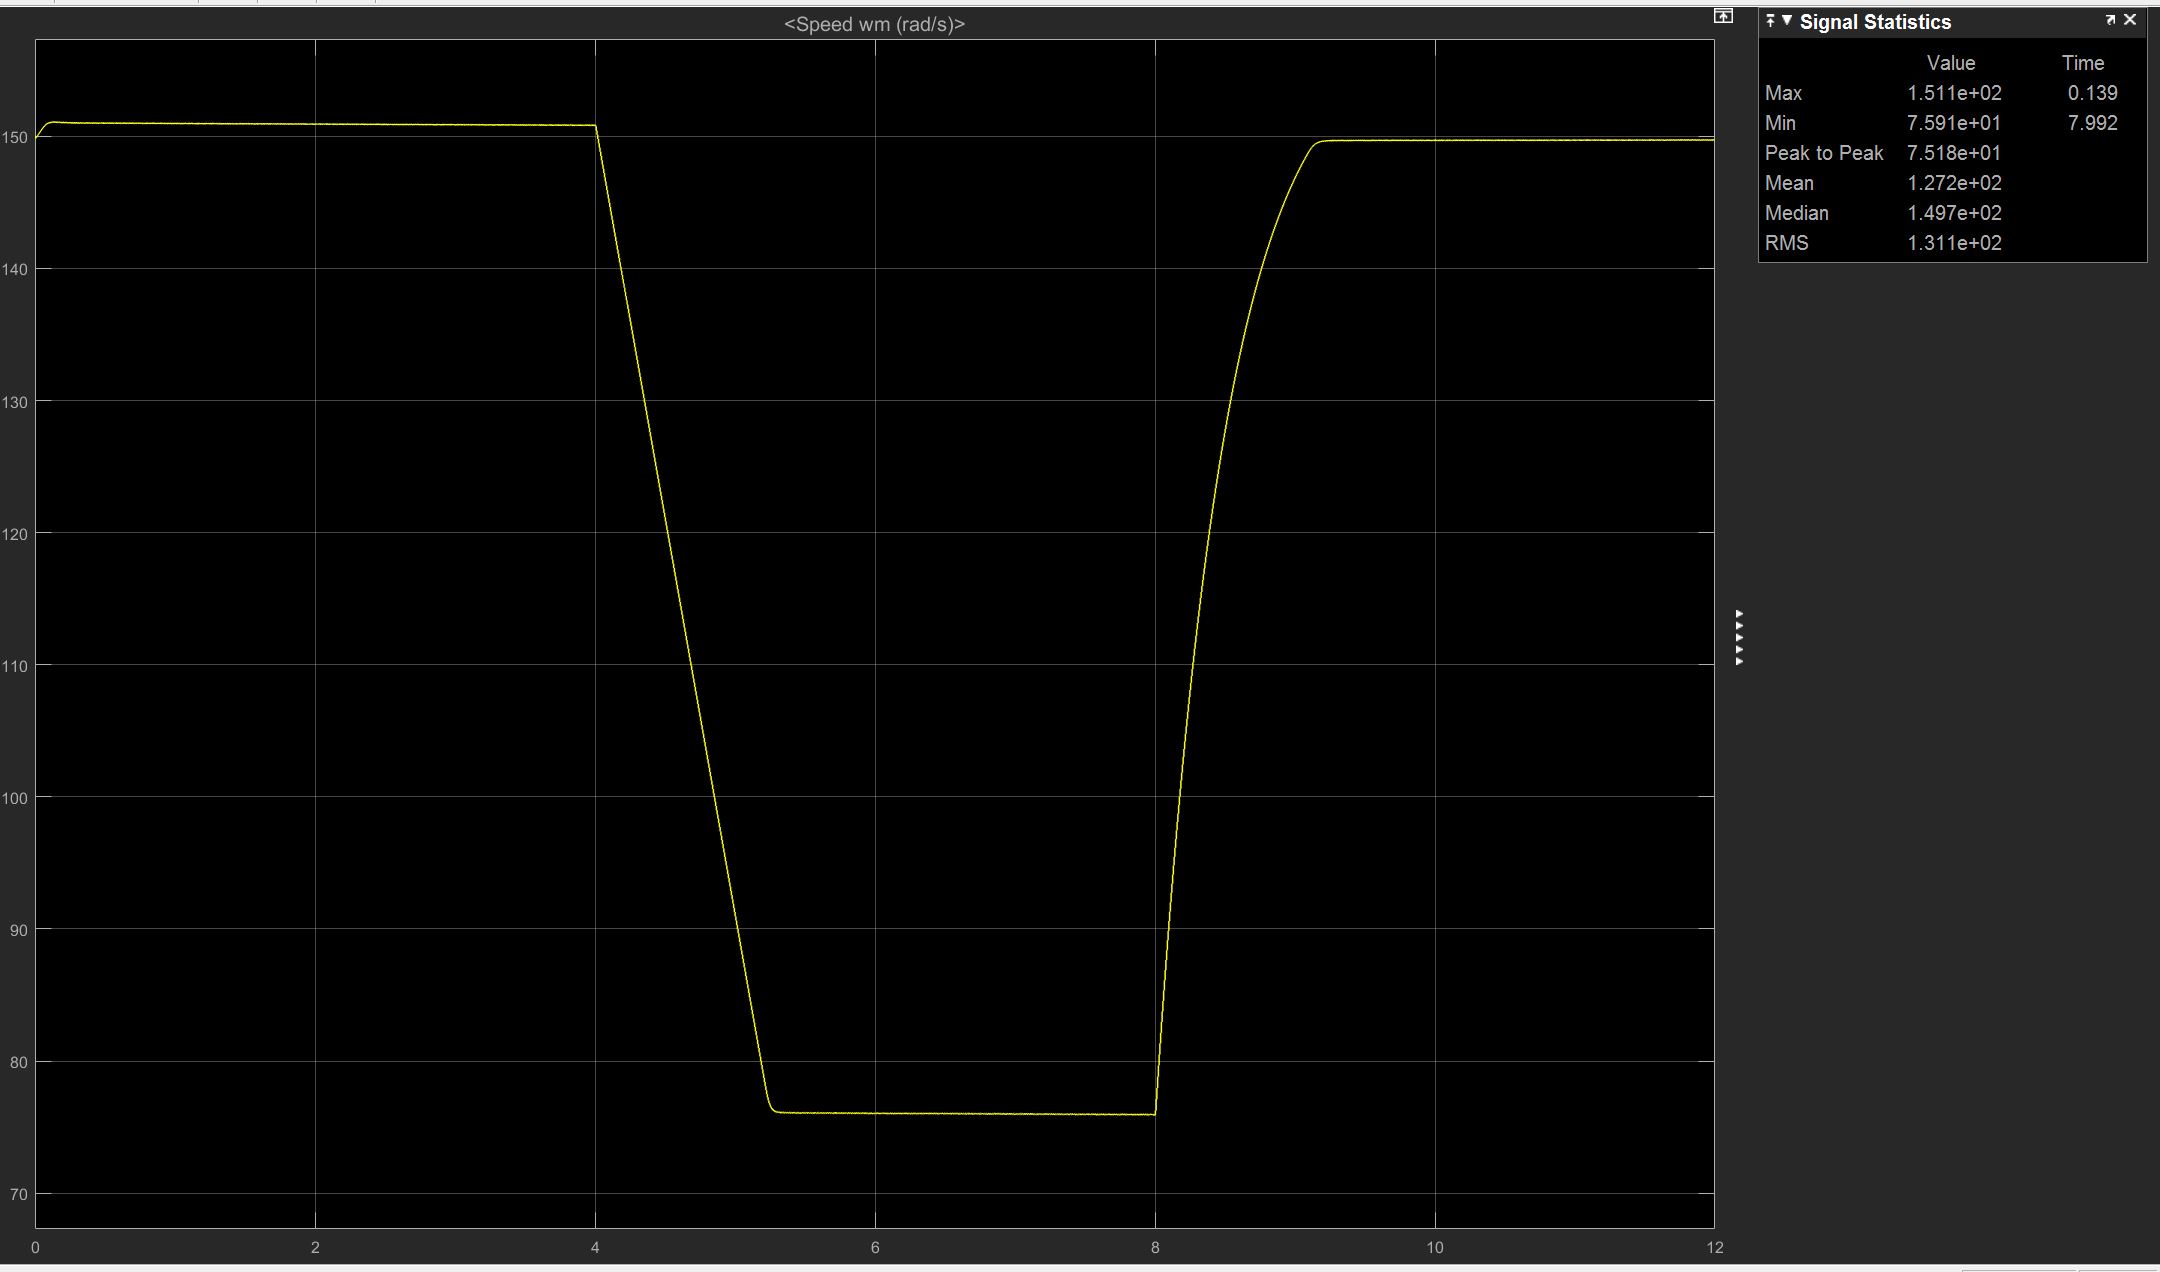 <Speed wm (rad/s)>
150
140
130
120
110
100
90
80
70
0 2 4 6 8 10 12
Signal Statistics
Value Time
Max 1.511e+02 0.139
Min 7.591e+01 7.992
Peak to Peak 7.518e+01
Mean 1.272e+02
Median 1.497e+02
RMS 1.311e+02